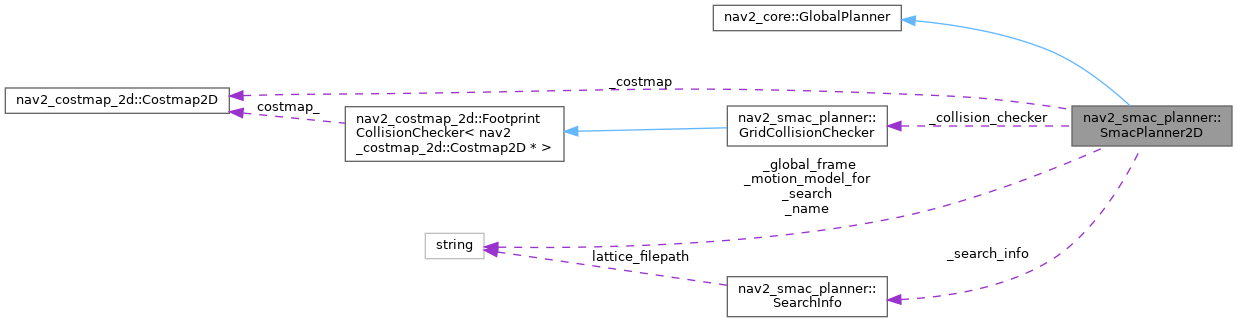 nav2_core::GlobalPlanner
_costmap
nav2_costmap_2d::Costmap2D
costmap_
nav2_costmap_2d::Footprint
CollisionChecker< nav2
_costmap_2d::Costmap2D * >
nav2_smac_planner::
GridCollisionChecker
_collision_checker
nav2_smac_planner::
SmacPlanner2D
_global_frame
_motion_model_for
_search
_name
string
lattice_filepath
_search_info
nav2_smac_planner::
SearchInfo